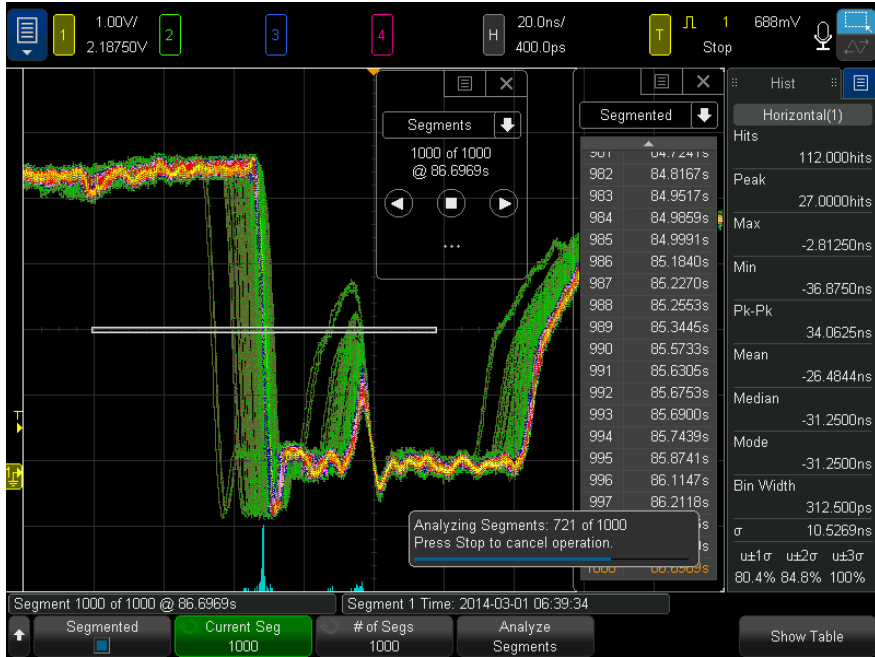 1 1.00V/ 2 3 4 H 20.0ns/ T 1 688mV
2.18750V 400.0ps Stop
Segments
1000 of 1000
@ 86.6969s
...
Segmented
982 84.8167s
983 84.9517s
984 84.9859s
985 84.9991s
986 85.1840s
987 85.2270s
988 85.2553s
989 85.3445s
990 85.5733s
991 85.6305s
992 85.6753s
993 85.6900s
994 85.7439s
995 85.8741s
996 86.1147s
997 86.2118s
Hist
Horizontal(1)
Hits
112.000hits
Peak
27.0000hits
Max
-2.81250ns
Min
-36.8750ns
Pk-Pk
34.0625ns
Mean
-26.4844ns
Median
-31.2500ns
Mode
-31.2500ns
Bin Width
312.500ps
σ 10.5269ns
u±1σ u±2σ u±3σ
80.4% 84.8% 100%
T
1
Analyzing Segments: 721 of 1000
Press Stop to cancel operation.
Segment 1000 of 1000 @ 86.6969s Segment 1 Time: 2014-03-01 06:39:34
Segmented Current Seg # of Segs Analyze
1000 1000 Segments
Show Table